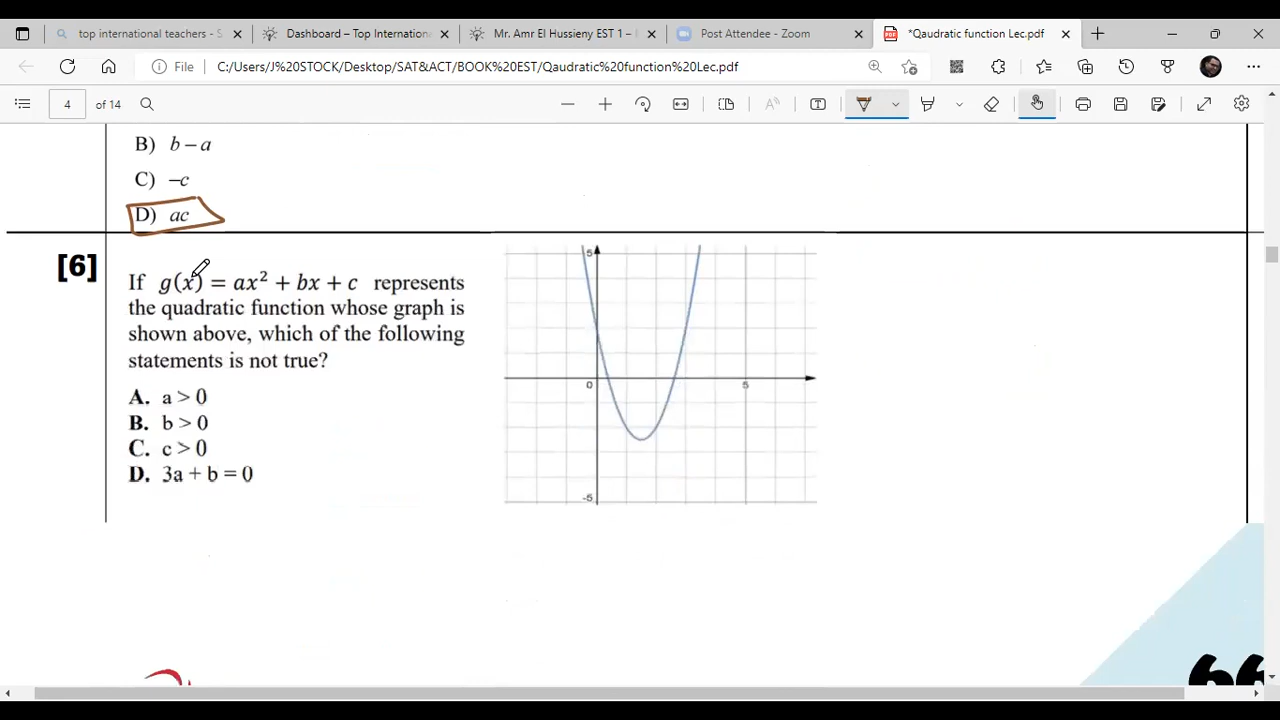 top international teachers - S
Dashboard – Top Internation
Mr. Amr El Hussieny EST 1 –
Post Attendee - Zoom
*Qaudratic function Lec.pdf
File
C:/Users/J%20STOCK/Desktop/SAT&ACT/BOOK%20EST/Qaudratic%20function%20Lec.pdf
4 of 14
B) b – a
C) –c
D) ac
[6]
If g(x) = ax² + bx + c represents
the quadratic function whose graph is
shown above, which of the following
statements is not true?
A. a > 0
B. b > 0
C. c > 0
D. 3a + b = 0
5
0
5
-5